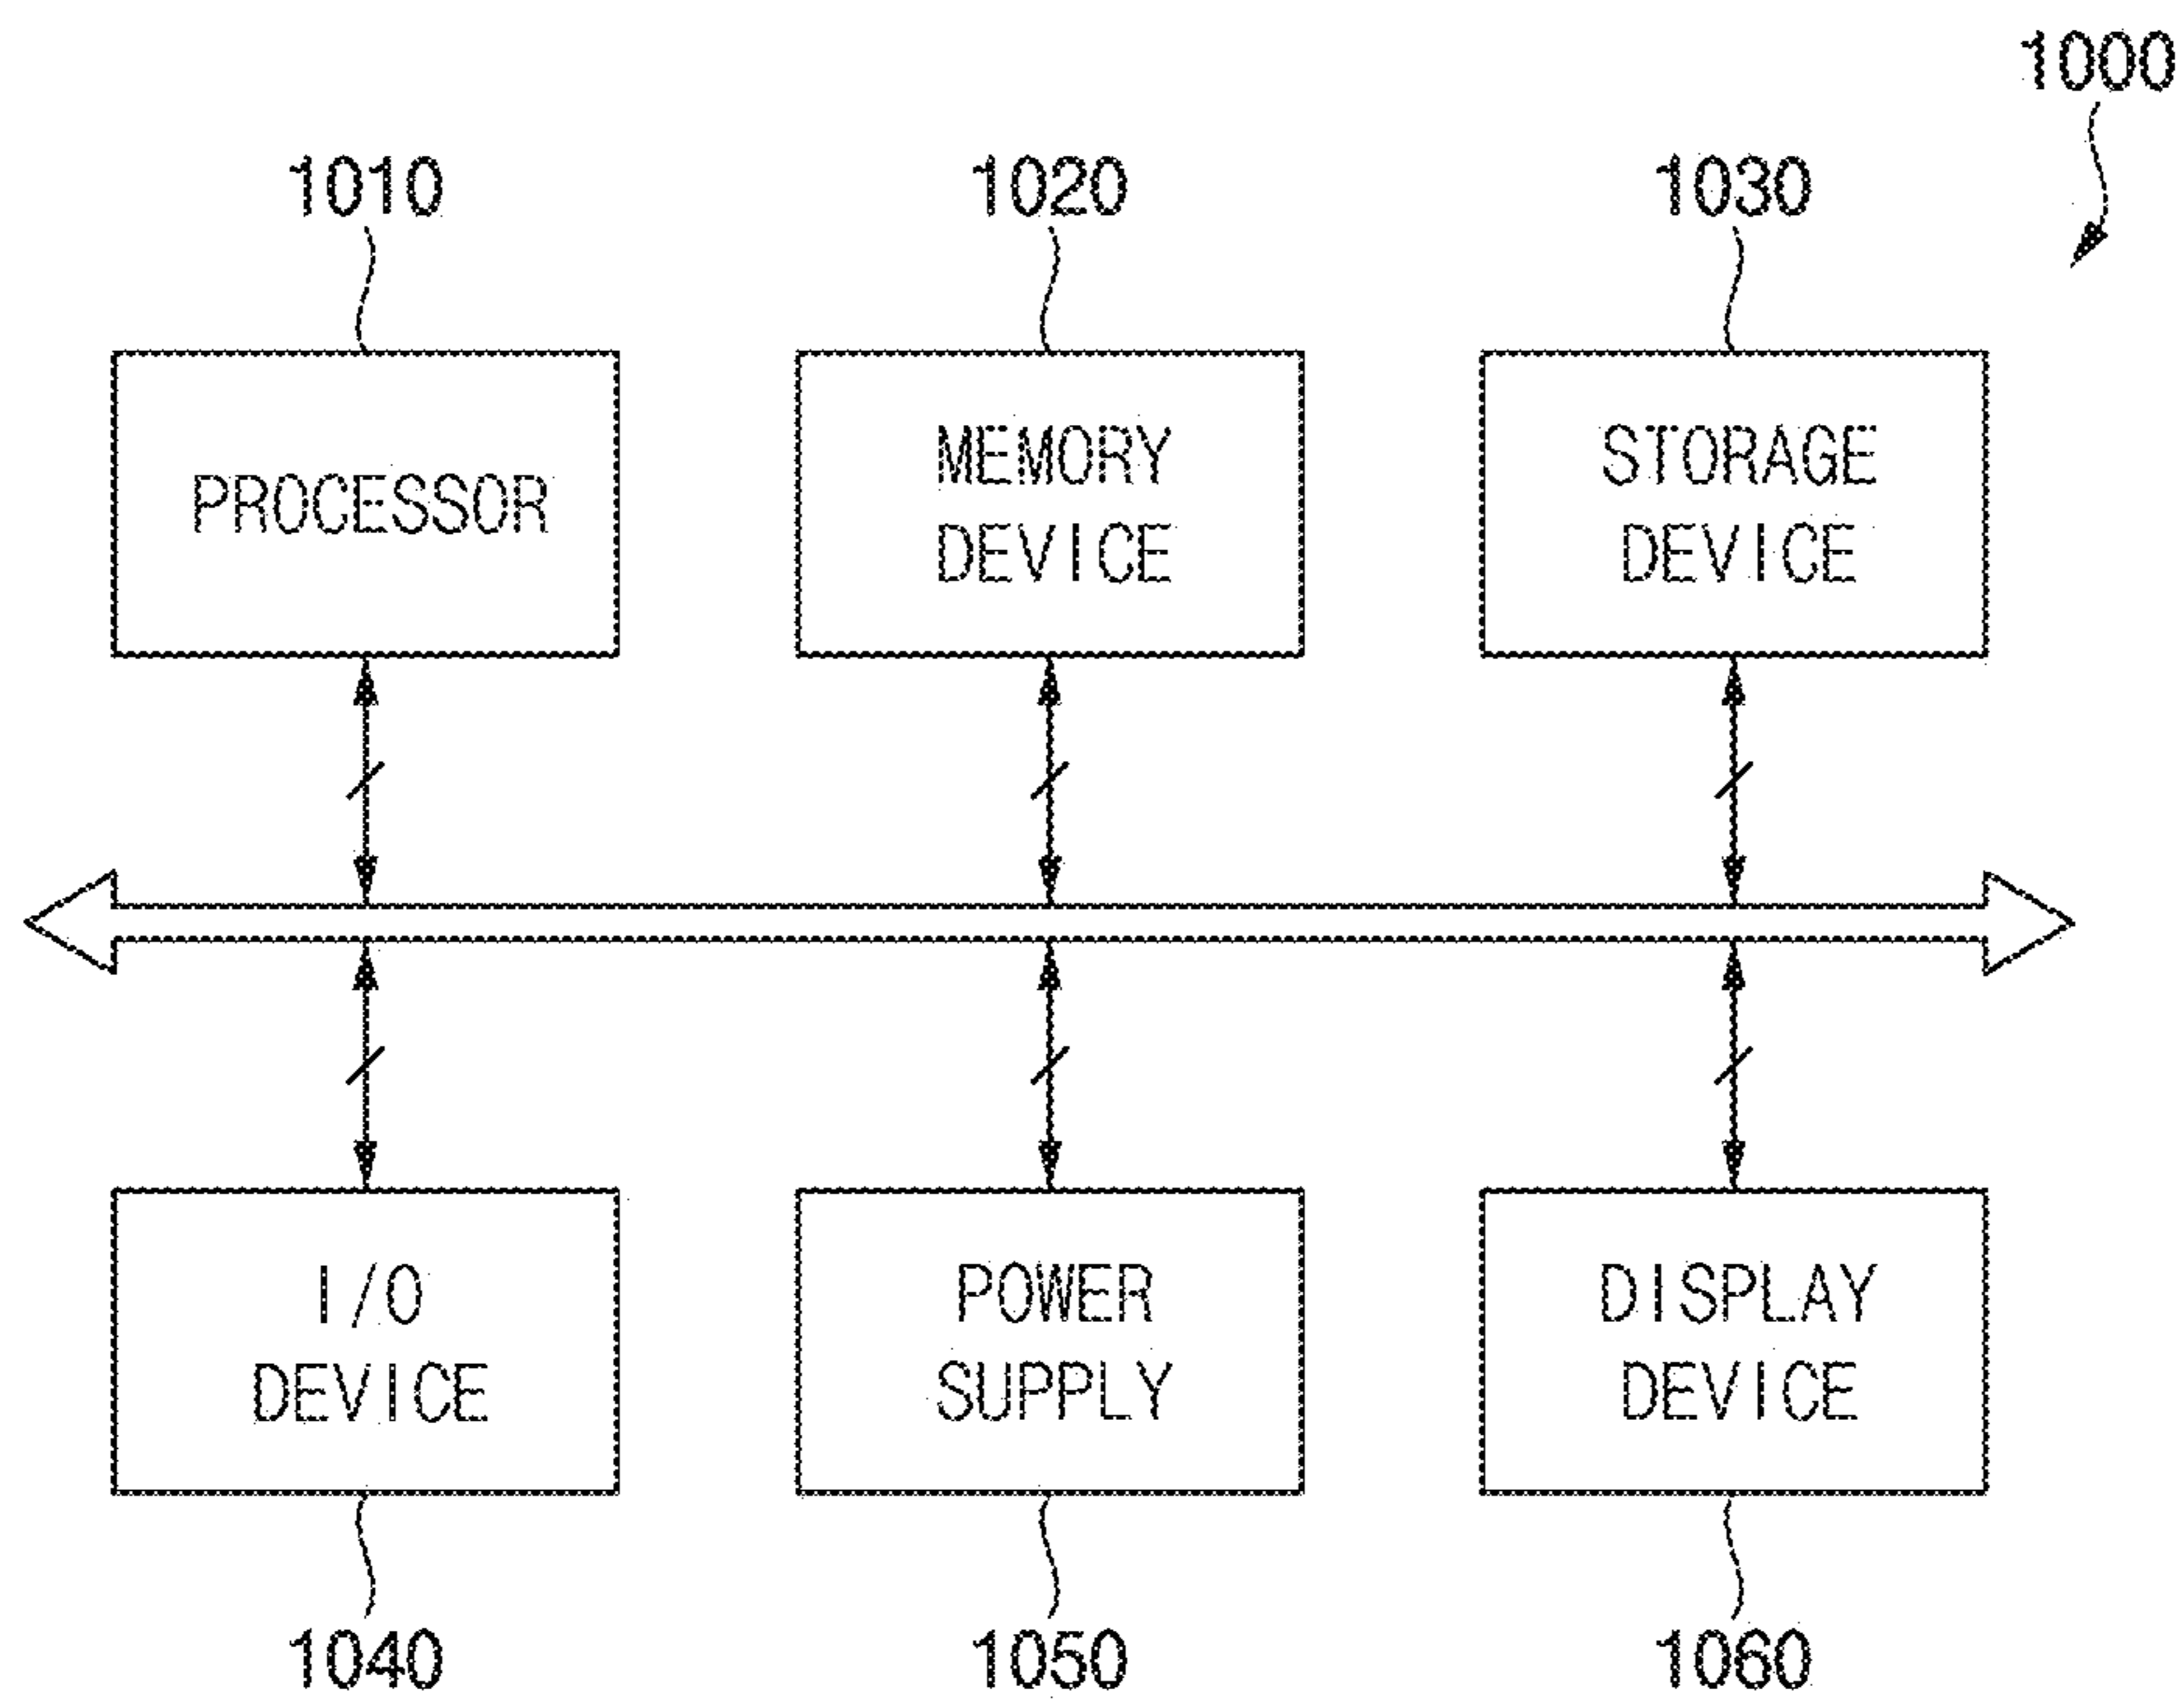 1000
1010
1020
1030
PROCESSOR
MEMORY
DEVICE
STORAGE
DEVICE
I/O
DEVICE
POWER
SUPPLY
DISPLAY
DEVICE
1040
1050
1060